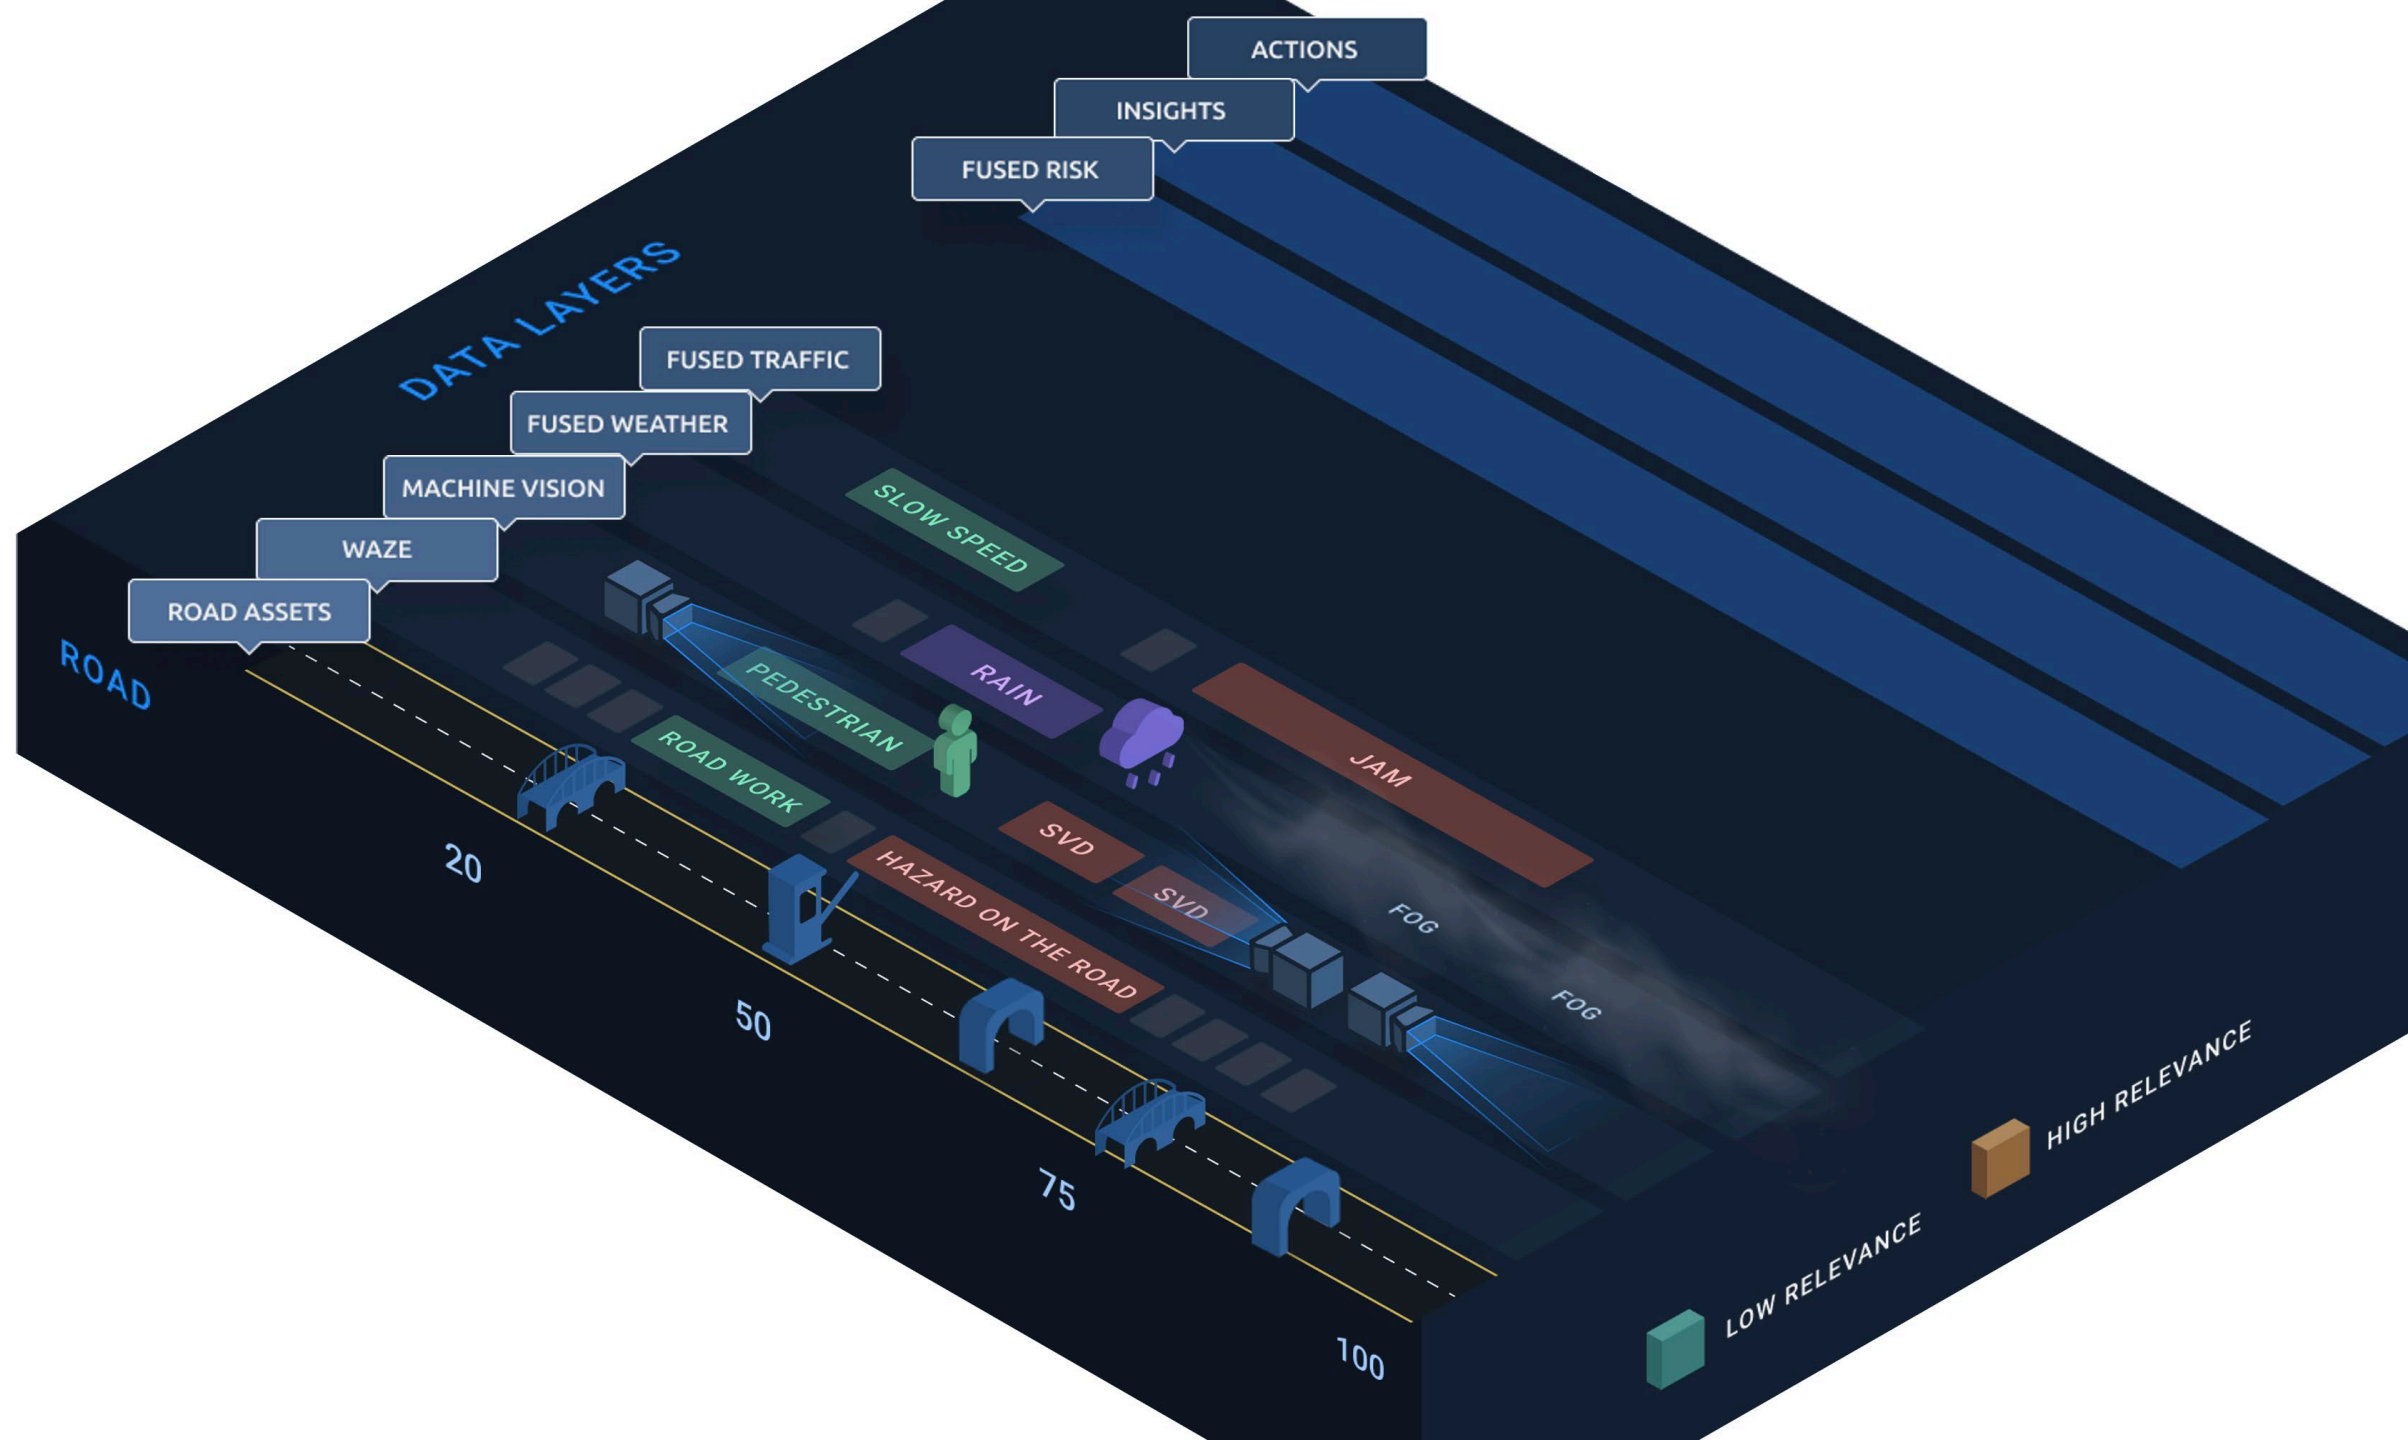 ACTIONS
INSIGHTS
FUSED RISK
DATA LAYERS
FUSED TRAFFIC
FUSED WEATHER
MACHINE VISION
WAZE
ROAD ASSETS
ROAD
SLOW SPEED
RAIN
PEDESTRIAN
ROAD WORK
JAM
SVD
SVD
HAZARD ON THE ROAD
FOG
FOG
20
50
75
100
HIGH RELEVANCE
LOW RELEVANCE